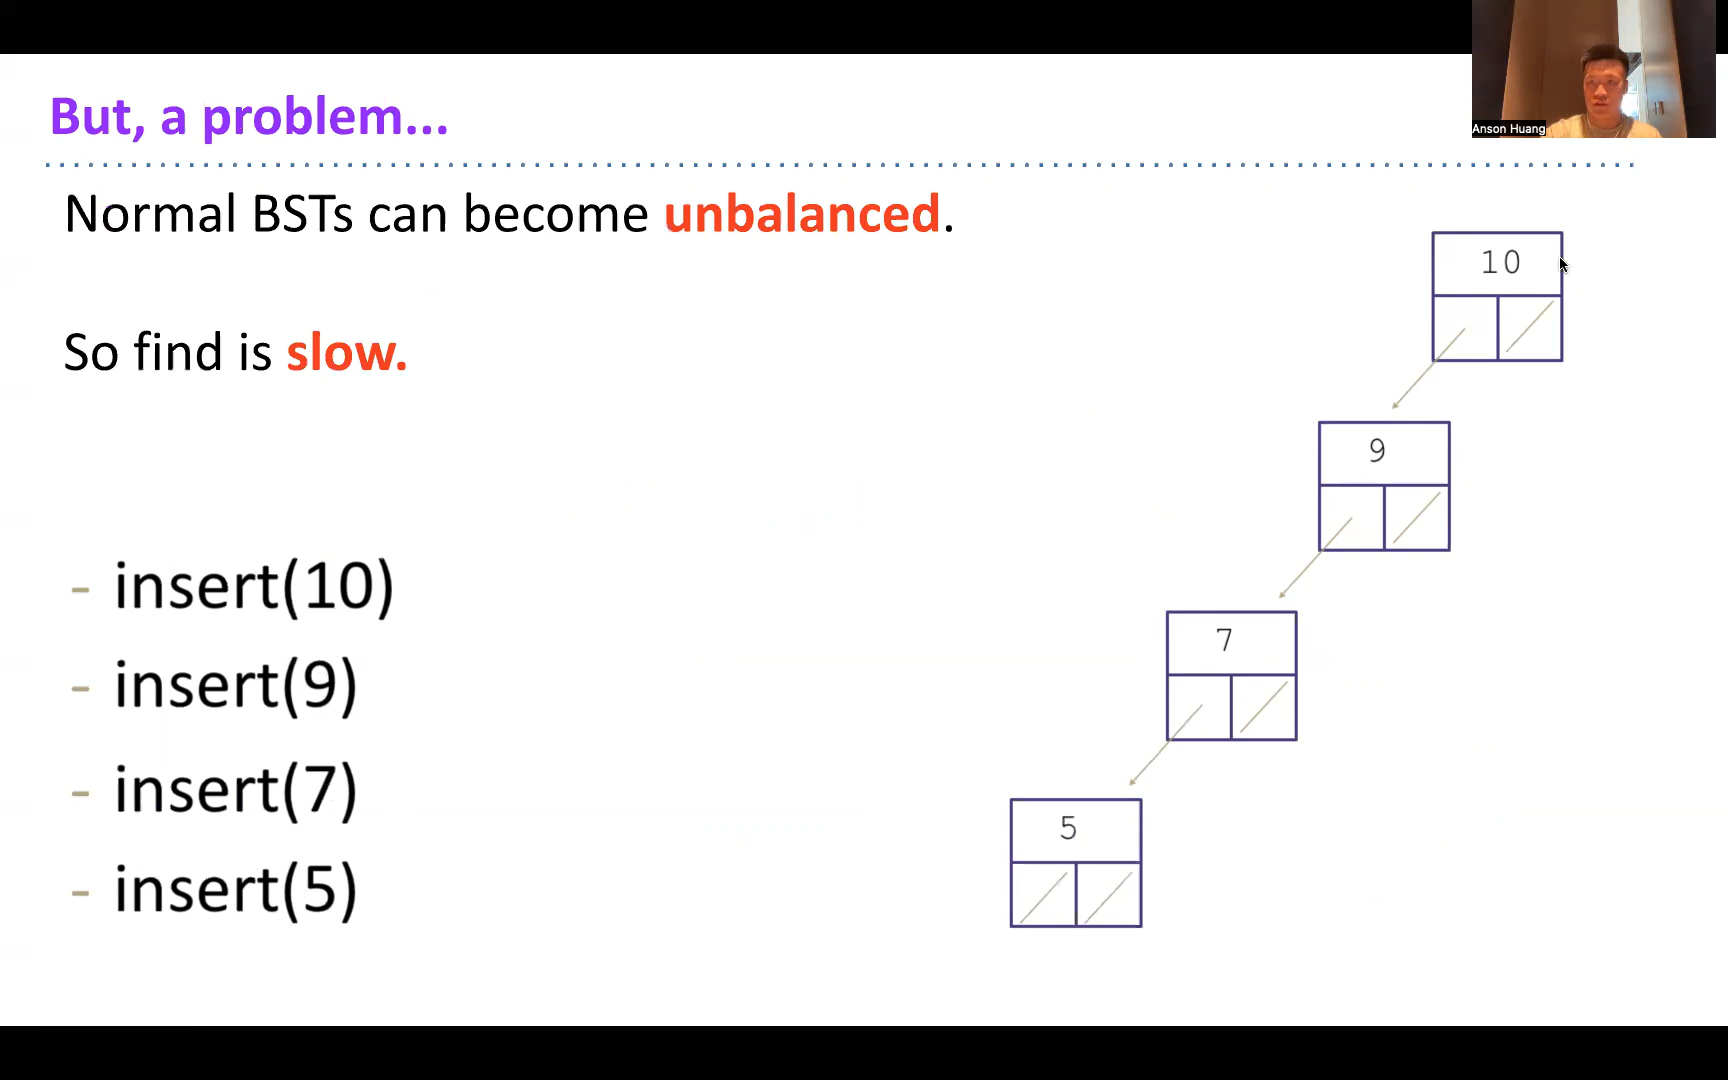 But, a problem...
Anson Huang
Normal BSTs can become unbalanced.
So find is slow.
- insert(10)
- insert(9)
- insert(7)
- insert(5)
10
9
7
5